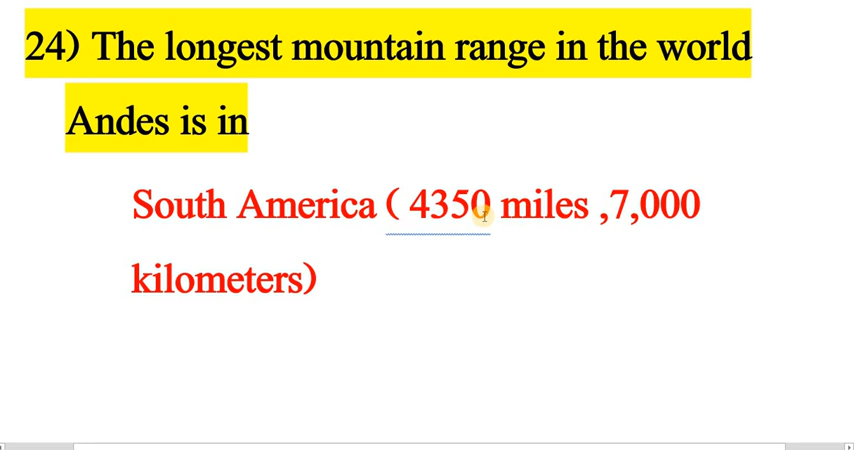 24) The longest mountain range in the world
Andes is in
South America ( 4350 miles ,7,000
kilometers)